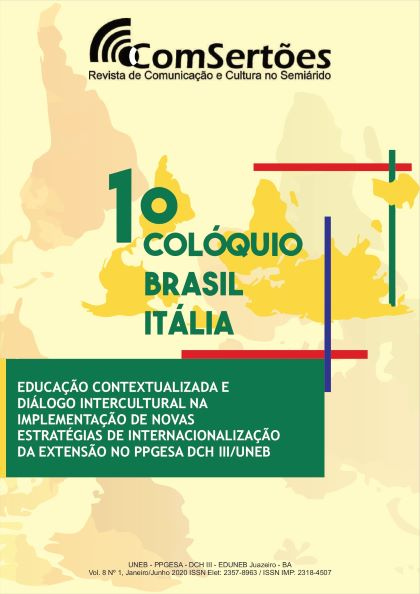 ComSertões
Revista de Comunicação e Cultura no Semiárido
1º
COLÓQUIO
BRASIL
ITÁLIA
EDUCAÇÃO CONTEXTUALIZADA E
DIÁLOGO INTERCULTURAL NA
IMPLEMENTAÇÃO DE NOVAS
ESTRATÉGIAS DE INTERNACIONALIZAÇÃO
DA EXTENSÃO NO PPGESA DCH III/UNEB
UNEB - PPGESA - DCH III - EDUNEB Juazeiro - BA
Vol. 8 Nº 1, Janeiro/Junho 2020 ISSN Elet: 2357-8963 / ISSN IMP: 2318-4507